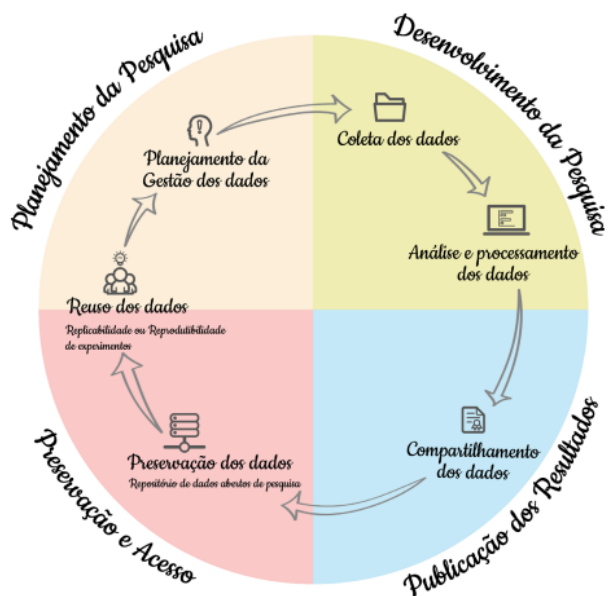 Planejamento da Pesquisa
Desenvolvimento da Pesquisa
Planejamento da
Gestão dos dados
Coleta dos dados
Análise e processamento
dos dados
Reuso dos dados
Replicabilidade ou Reprodutibilidade
de experimentos
Compartilhamento
dos dados
Preservação dos dados
Repositório de dados abertos de pesquisa
Preservação e Acesso
Publicação dos Resultados